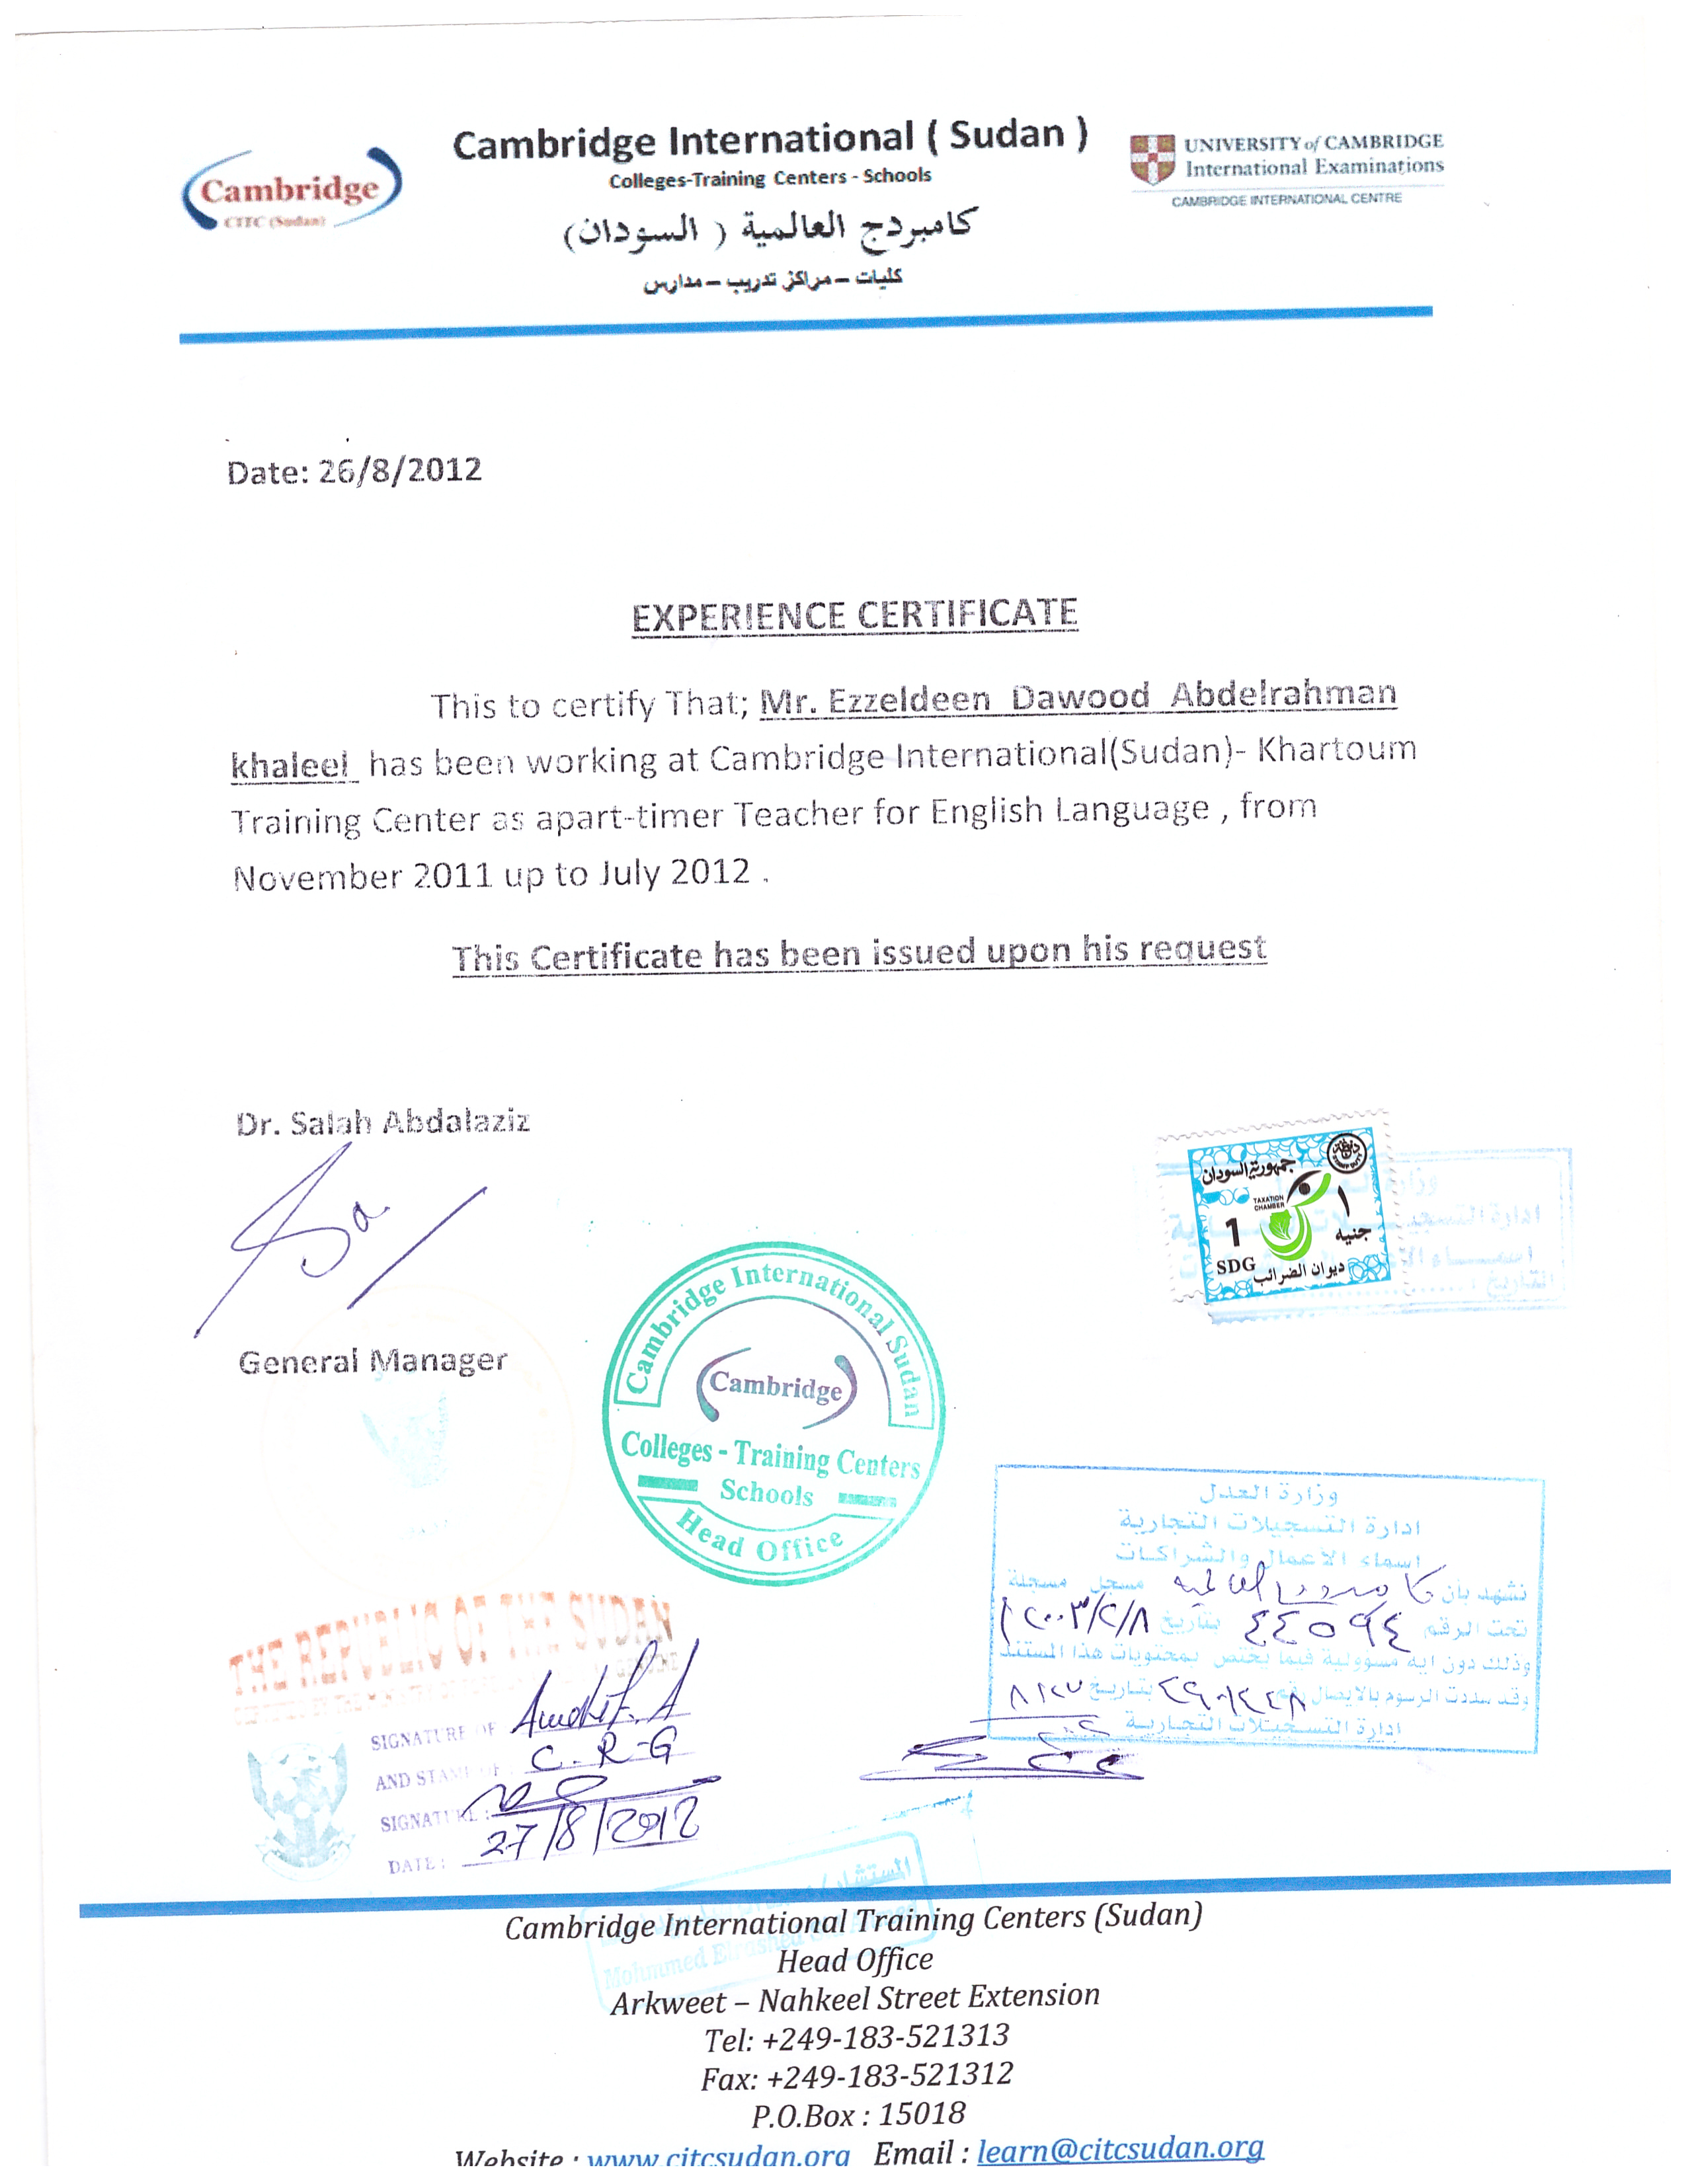 Cambridge
CITC (Sudan)
Cambridge International ( Sudan )
Colleges-Training Centers - Schools
كامبردج العالمية ( السودان)
كليات – مراكز تدريب – مدارس
UNIVERSITY of CAMBRIDGE
International Examinations
CAMBRIDGE INTERNATIONAL CENTRE
Date: 26/8/2012
EXPERIENCE CERTIFICATE
This to certify That; Mr. Ezzeldeen Dawood Abdelrahman
khaleel has been working at Cambridge International(Sudan)- Khartoum
Training Center as apart-timer Teacher for English Language , from
November 2011 up to July 2012 .
This Certificate has been issued upon his request
Dr. Salah Abdalaziz
General Manager
جمهورية السودان
TAXATION
CHAMBER
1
١
SDG
جنيه
ديوان الضرائب
Cambridge International Sudan
Cambridge
Colleges - Training Centers
Schools
Head Office
وزارة العدل
ادارة التسجيلات التجارية
اسماء الاعمال والشراكات
نشهد بان كامبردج العالمية مسجل مسجلة
تحت الرقم ٤٤٥٩٤ بتاريخ ٢٠٠٣/٢/٨
وذلك دون اية مسؤولية فيما يختص بمحتويات هذا المستند
وقد سددت الرسوم بالايصال رقم بتاريخ
ادارة التسجيلات التجارية
THE REPUBLIC OF THE SUDAN
SIGNATURE OF
AND STAMP OF C.R-G
SIGNATURE :
DATE : 27/8/2012
المستشار/
Cambridge International Training Centers (Sudan)
Head Office
Arkweet – Nahkeel Street Extension
Tel: +249-183-521313
Fax: +249-183-521312
P.O.Box : 15018
Website : www.citcsudan.org Email : learn@citcsudan.org